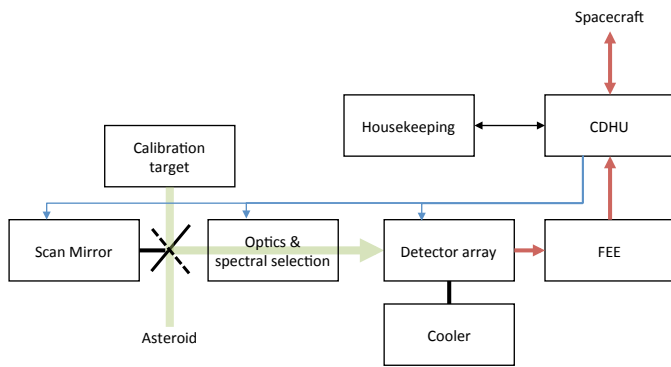 Spacecraft
Housekeeping
CDHU
Calibration
target
Scan Mirror
Optics &
spectral selection
Detector array
FEE
Asteroid
Cooler